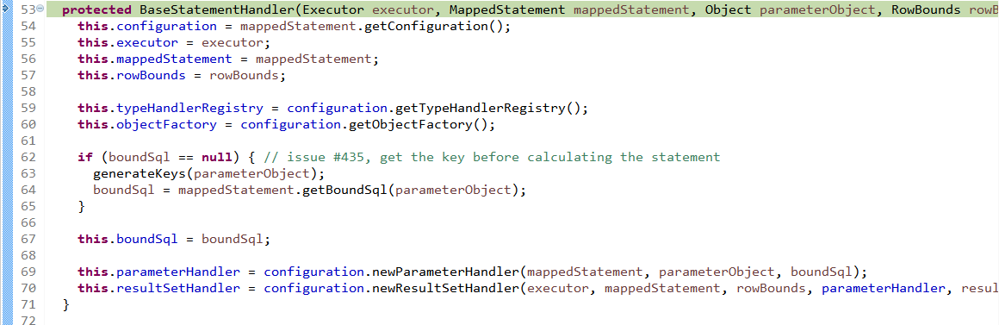 53 protected BaseStatementHandler(Executor executor, MappedStatement mappedStatement, Object parameterObject, RowBounds
54 this.configuration = mappedStatement.getConfiguration();
55 this.executor = executor;
56 this.mappedStatement = mappedStatement;
57 this.rowBounds = rowBounds;
58
59 this.typeHandlerRegistry = configuration.getTypeHandlerRegistry();
60 this.objectFactory = configuration.getObjectFactory();
61
62 if (boundSql == null) { // issue #435, get the key before calculating the statement
63 generateKeys(parameterObject);
64 boundSql = mappedStatement.getBoundSql(parameterObject);
65 }
66
67 this.boundSql = boundSql;
68
69 this.parameterHandler = configuration.newParameterHandler(mappedStatement, parameterObject, boundSql);
70 this.resultSetHandler = configuration.newResultSetHandler(executor, mappedStatement, rowBounds, parameterHandler, resul
71 }
72